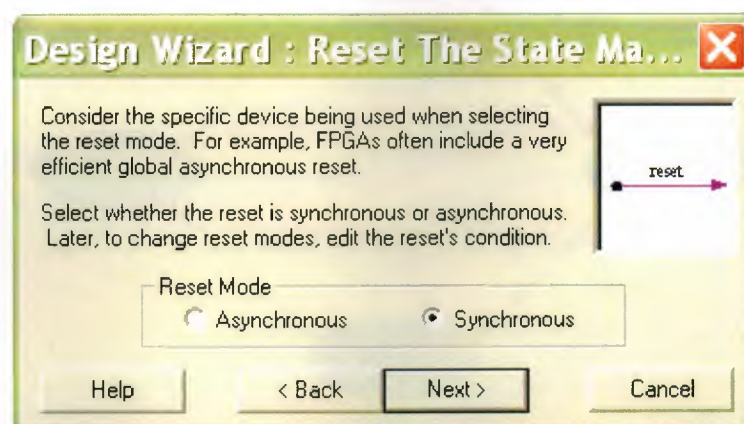 Design Wizard : Reset The State Ma...
Consider the specific device being used when selecting
the reset mode. For example, FPGAs often include a very
efficient global asynchronous reset.
reset
Select whether the reset is synchronous or asynchronous.
Later, to change reset modes, edit the reset's condition.
Reset Mode
Asynchronous Synchronous
Help < Back Next > Cancel